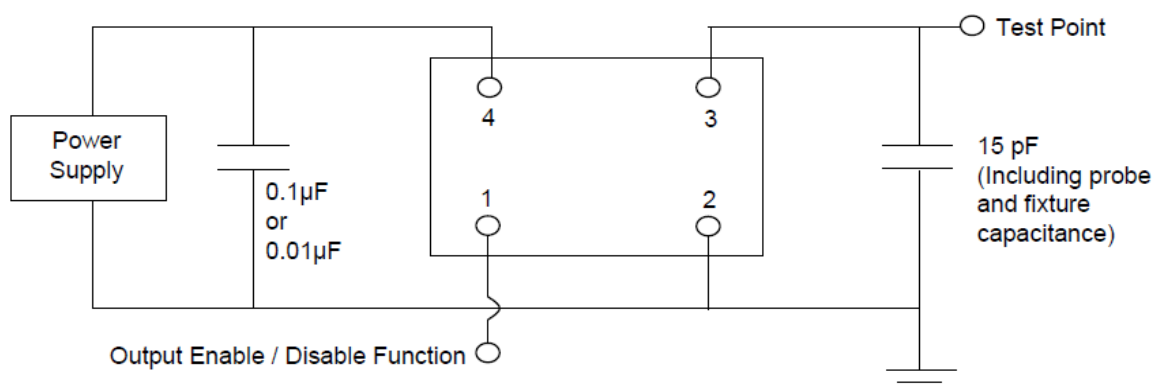 Test Point
4
3
Power
Supply
15 pF
(Including probe
and fixture
capacitance)
0.1µF
or
0.01µF
1
2
Output Enable / Disable Function